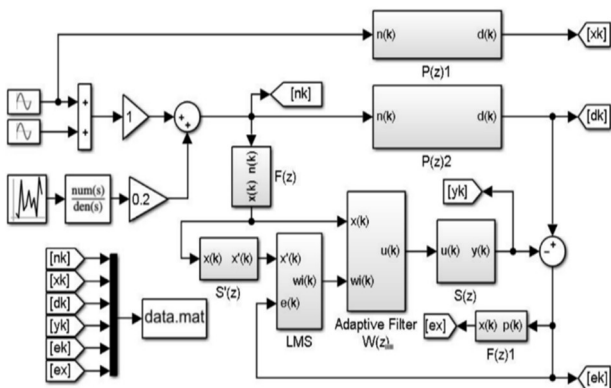 n(k) d(k)
[xk]
P(z)1
[nk]
+
+
1
+
+
n(k) d(k)
[dk]
P(z)2
n(k)
x(k)
F(z)
num(s)
den(s)
0.2
[yk]
x(k)
u(k)
wi(k)
u(k) y(k)
+
-
x(k) x'(k)
x'(k)
wi(k)
e(k)
S'(z)
S(z)
[nk]
[xk]
[dk]
[yk]
[ek]
[ex]
data.mat
LMS
Adaptive Filter
W(z)
[ex]
x(k) p(k)
F(z)1
[ek]